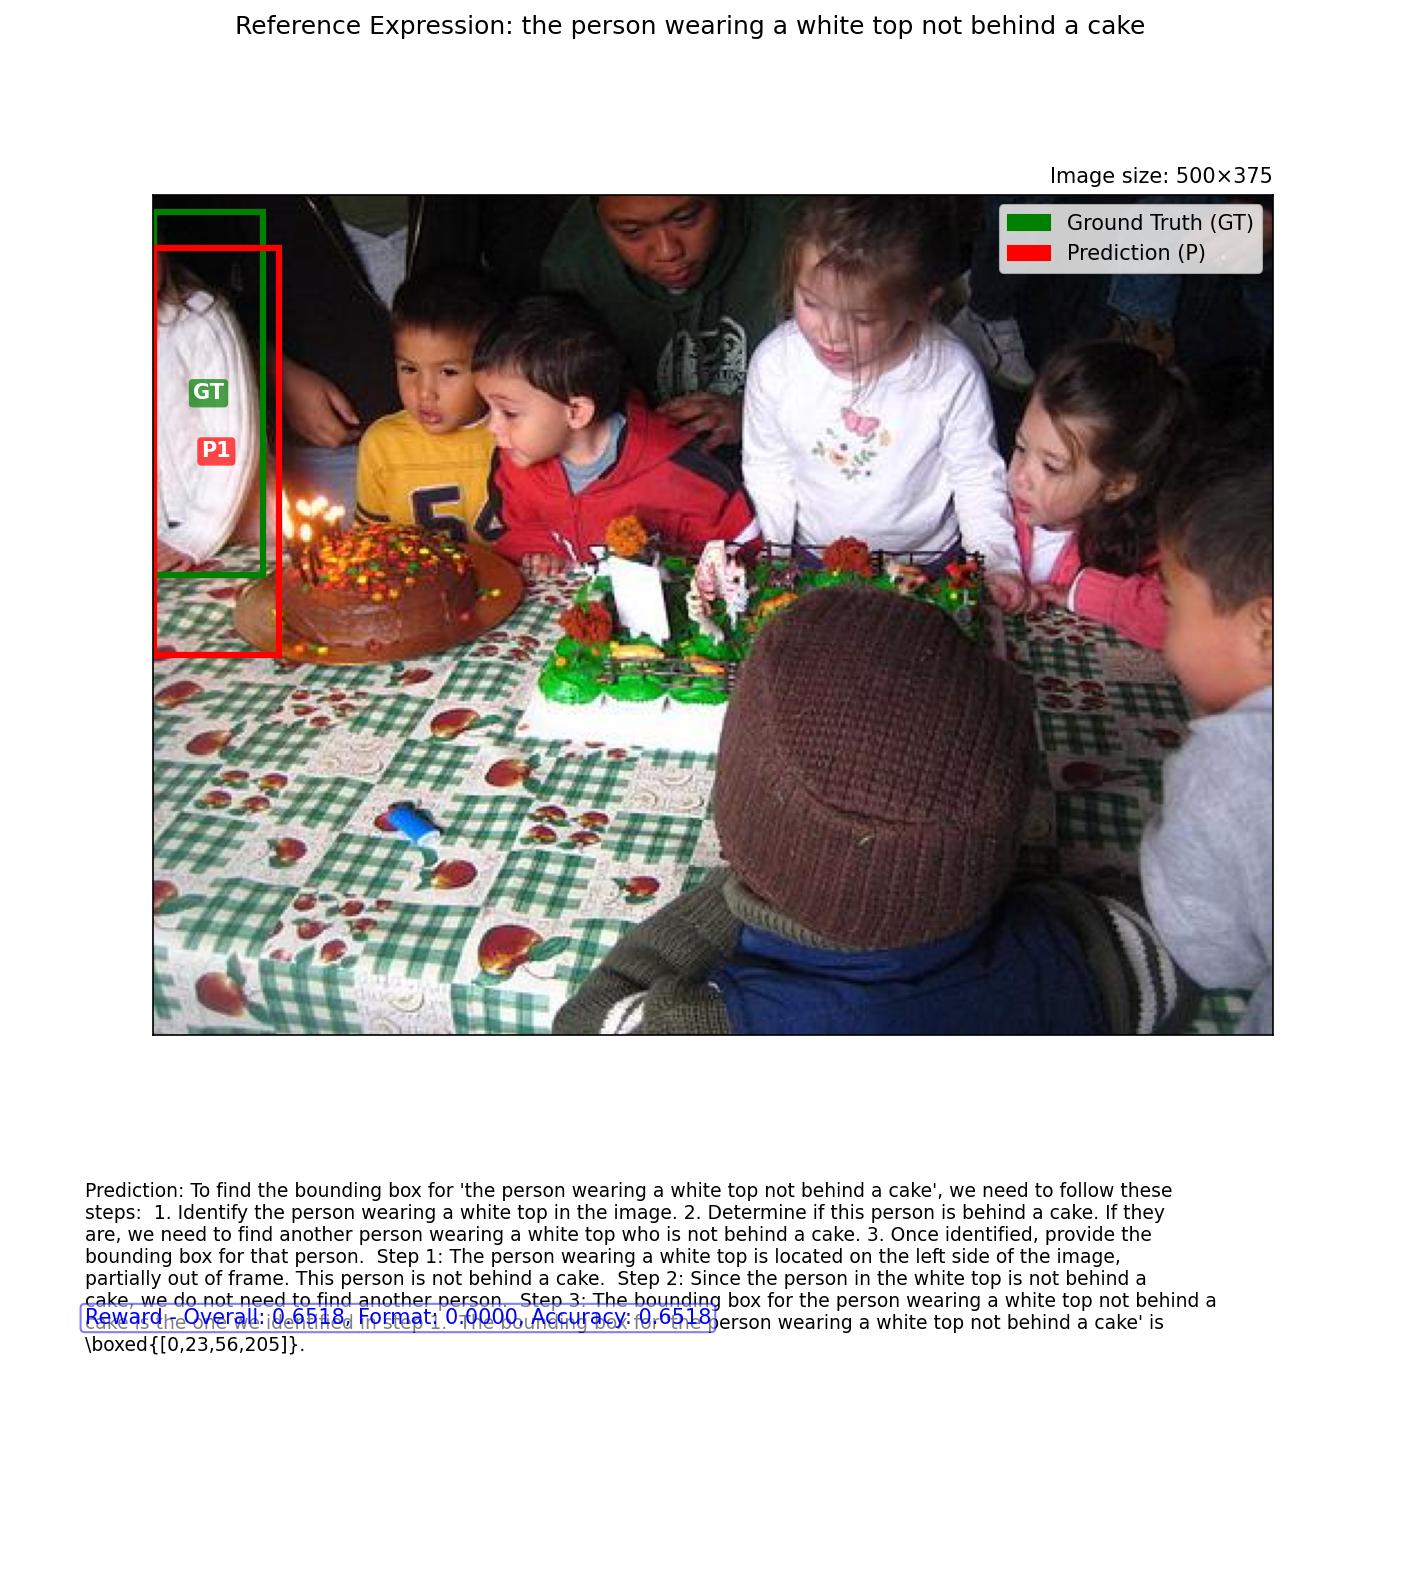 Reference Expression: the person wearing a white top not behind a cake
Image size: 500×375
Ground Truth (GT)
Prediction (P)
GT
P1
54
Prediction: To find the bounding box for 'the person wearing a white top not behind a cake', we need to follow these
steps:  1. Identify the person wearing a white top in the image. 2. Determine if this person is behind a cake. If they
are, we need to find another person wearing a white top who is not behind a cake. 3. Once identified, provide the
bounding box for that person.  Step 1: The person wearing a white top is located on the left side of the image,
partially out of frame. This person is not behind a cake.  Step 2: Since the person in the white top is not behind a
cake, we do not need to find another person.  Step 3: The bounding box for the person wearing a white top not behind a
Reward - Overall: 0.6518, Format: 0.0000, Accuracy: 0.6518
cake is the one we identified in step 1.  The bounding box for 'the person wearing a white top not behind a cake' is
\boxed{[0,23,56,205]}.